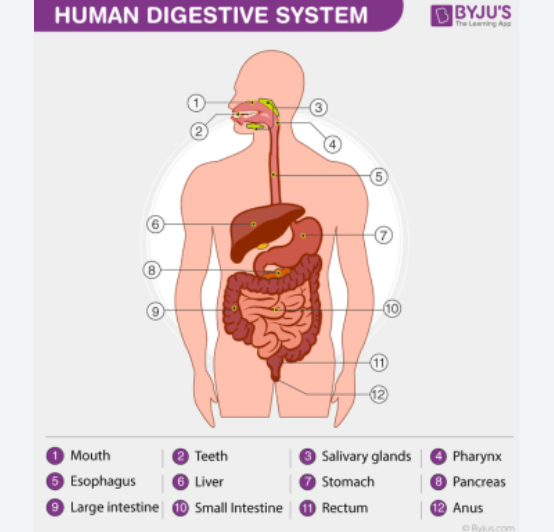 HUMAN DIGESTIVE SYSTEM
BYJU'S
The Learning App
1
2
3
4
5
6
7
8
9
10
11
12
1 Mouth 2 Teeth 3 Salivary glands 4 Pharynx
5 Esophagus 6 Liver 7 Stomach 8 Pancreas
9 Large intestine 10 Small Intestine 11 Rectum 12 Anus
© Byjus.com